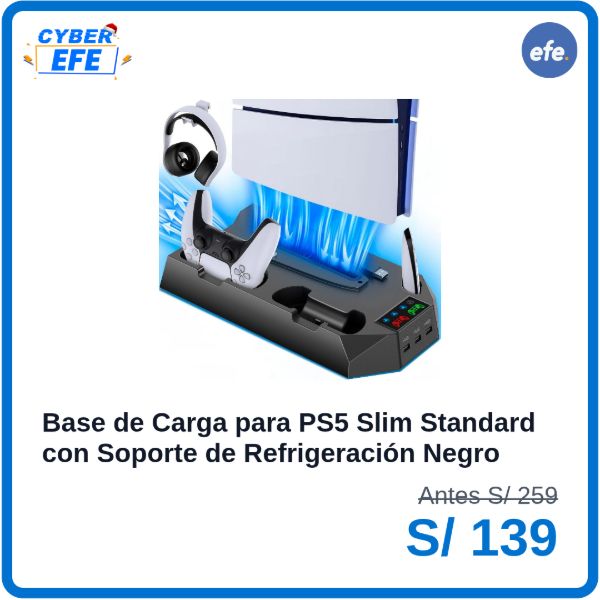 CYBER
EFE
efe.
Base de Carga para PS5 Slim Standard
con Soporte de Refrigeración Negro
Antes S/ 259
S/ 139